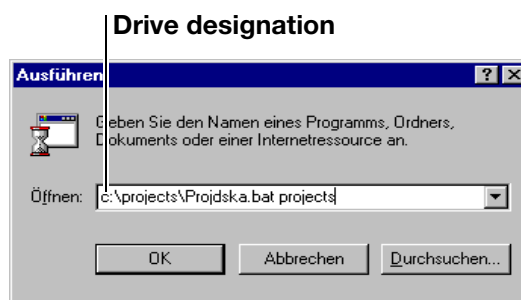 Drive designation
Ausführen
Geben Sie den Namen eines Programms, Ordners,
Dokuments oder einer Internetressource an.
Öffnen: c:\projects\Projdska.bat projects
OK Abbrechen Durchsuchen...